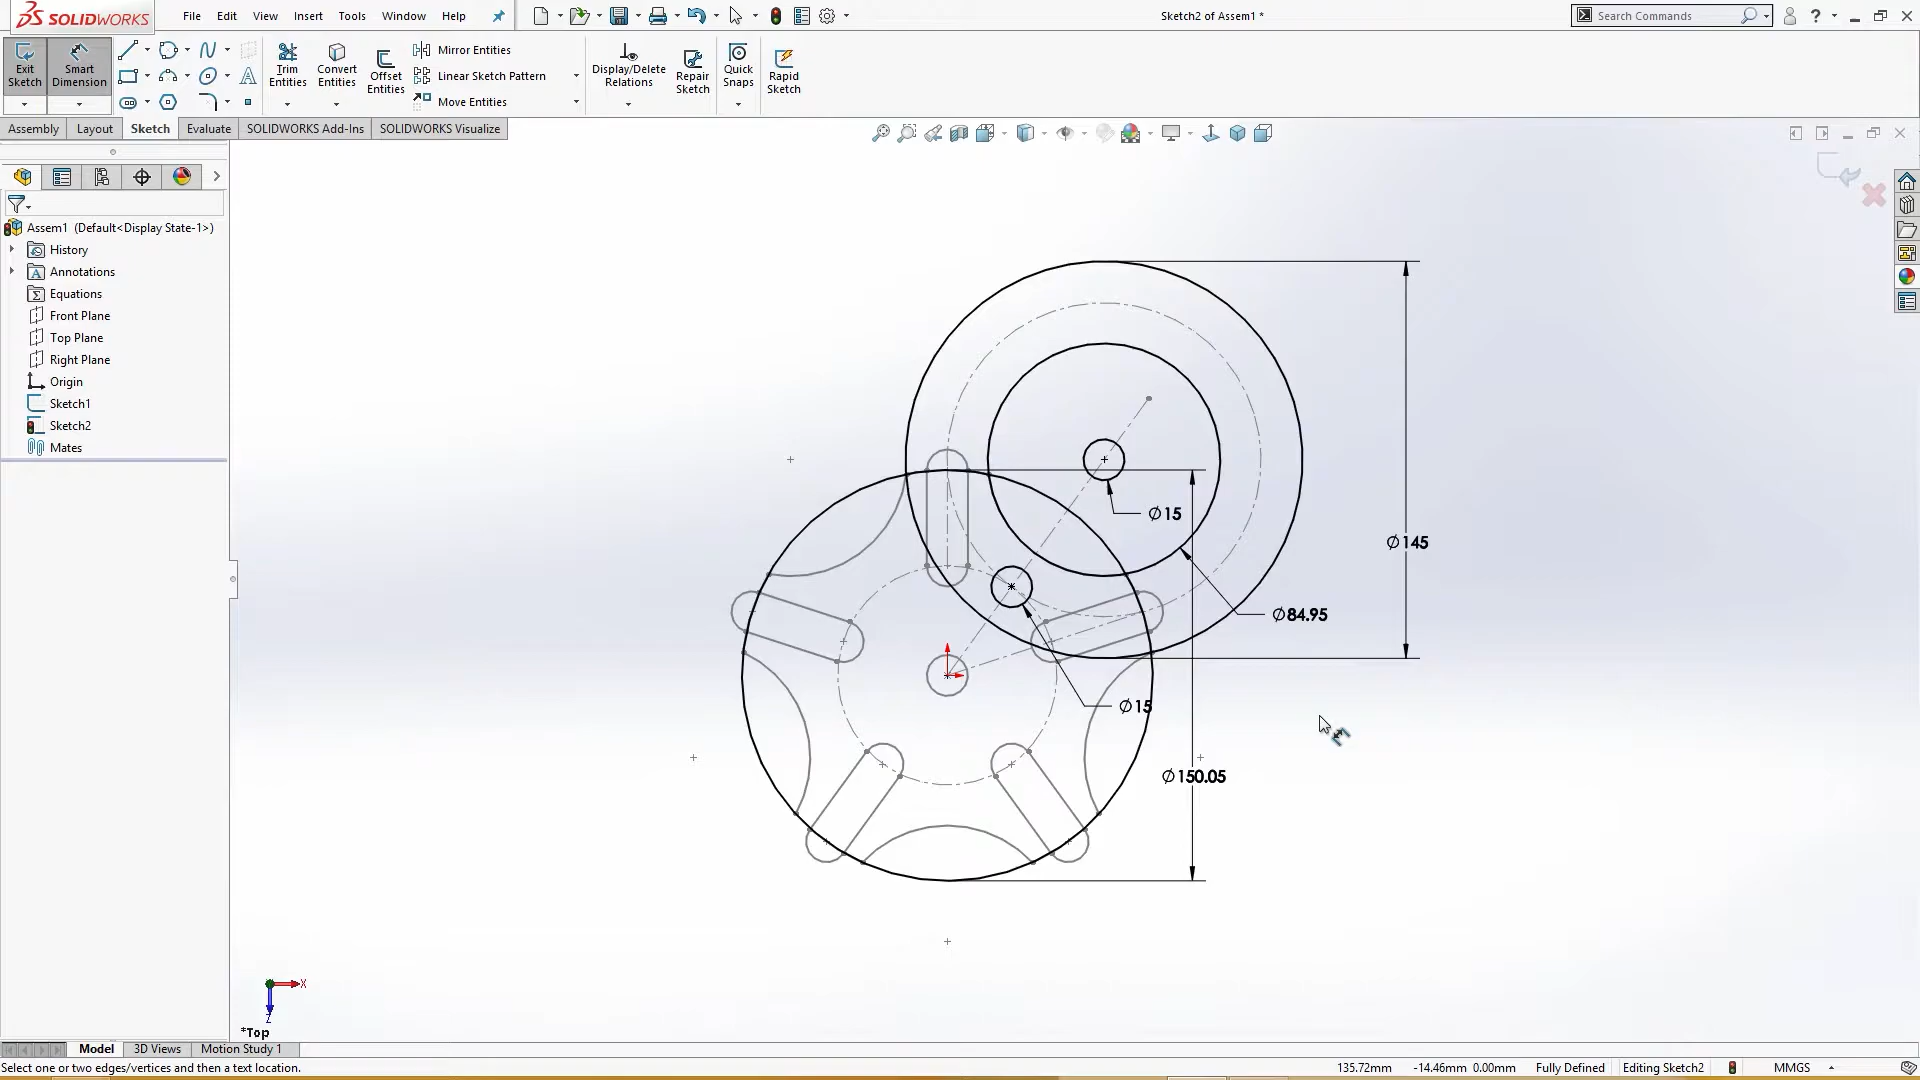 SOLIDWORKS
File Edit View Insert Tools Window Help
Sketch2 of Assem1 *
Search Commands
Exit Sketch
Smart Dimension
Trim Entities
Convert Entities
Offset Entities
Mirror Entities
Linear Sketch Pattern
Move Entities
Display/Delete Relations
Repair Sketch
Quick Snaps
Rapid Sketch
Assembly Layout Sketch Evaluate SOLIDWORKS Add-Ins SOLIDWORKS Visualize
Assem1 (Default<Display State-1>)
History
Annotations
Equations
Front Plane
Top Plane
Right Plane
Origin
Sketch1
Sketch2
Mates
∅15
∅145
∅84.95
∅15
∅150.05
X
Z
*Top
Model 3D Views Motion Study 1
Select one or two edges/vertices and then a text location.
135.72mm -14.46mm 0.00mm Fully Defined Editing Sketch2 MMGS